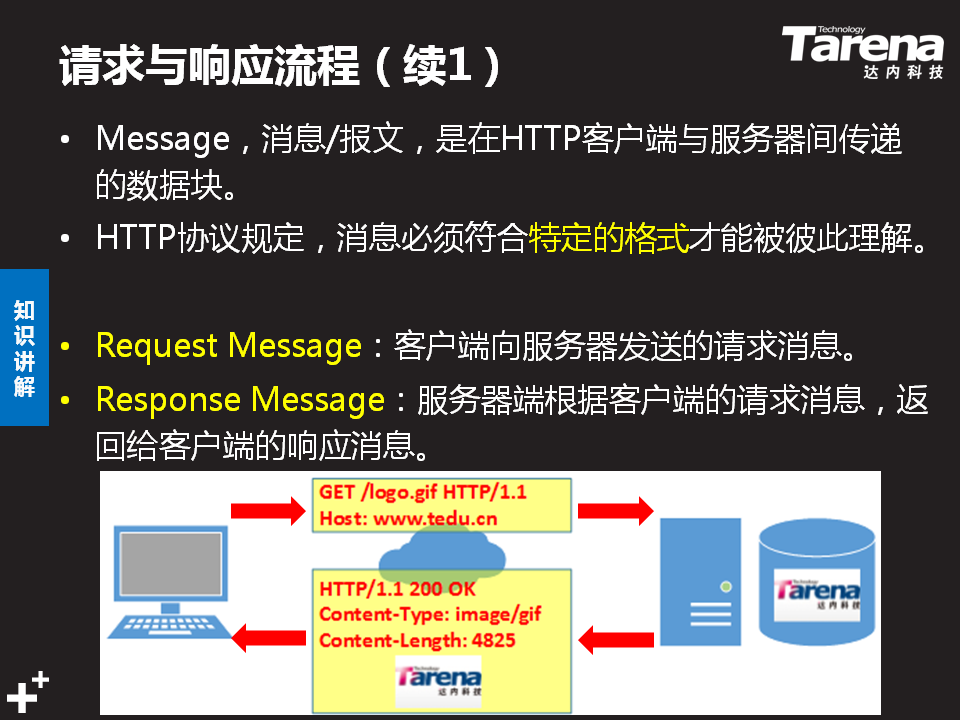 请求与响应流程（续1）
Technology
Tarena
达内科技
• Message，消息/报文，是在HTTP客户端与服务器间传递
的数据块。
• HTTP协议规定，消息必须符合特定的格式才能被彼此理解。
知识讲解
• Request Message：客户端向服务器发送的请求消息。
• Response Message：服务器端根据客户端的请求消息，返
回给客户端的响应消息。
GET /logo.gif HTTP/1.1
Host: www.tedu.cn
HTTP/1.1 200 OK
Content-Type: image/gif
Content-Length: 4825
Technology
Tarena
达内科技
Technology
Tarena
达内科技